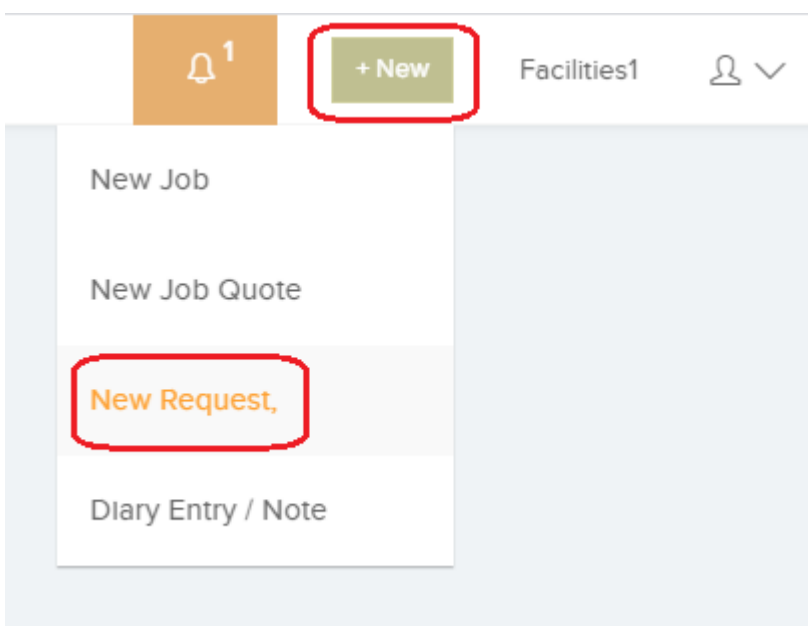 1
+ New
Facilities1
New Job
New Job Quote
New Request,
Diary Entry / Note